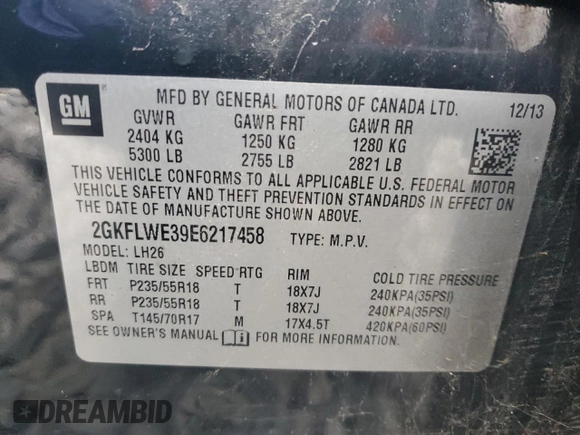 GM
MFD BY GENERAL MOTORS OF CANADA LTD. 12/13
GVWR GAWR FRT GAWR RR
2404 KG 1250 KG 1280 KG
5300 LB 2755 LB 2821 LB
THIS VEHICLE CONFORMS TO ALL APPLICABLE U.S. FEDERAL MOTOR
VEHICLE SAFETY AND THEFT PREVENTION STANDARDS IN EFFECT ON
THE DATE OF MANUFACTURE SHOWN ABOVE.
2GKFLWE39E6217458 TYPE: M.P.V.
MODEL: LH26
LBDM TIRE SIZE SPEED RTG RIM COLD TIRE PRESSURE
FRT P235/55R18 T 18X7J 240KPA(35PSI)
RR P235/55R18 T 18X7J 240KPA(35PSI)
SPA T145/70R17 M 17X4.5T 420KPA(60PSI)
SEE OWNER'S MANUAL FOR MORE INFORMATION.
DREAMBID